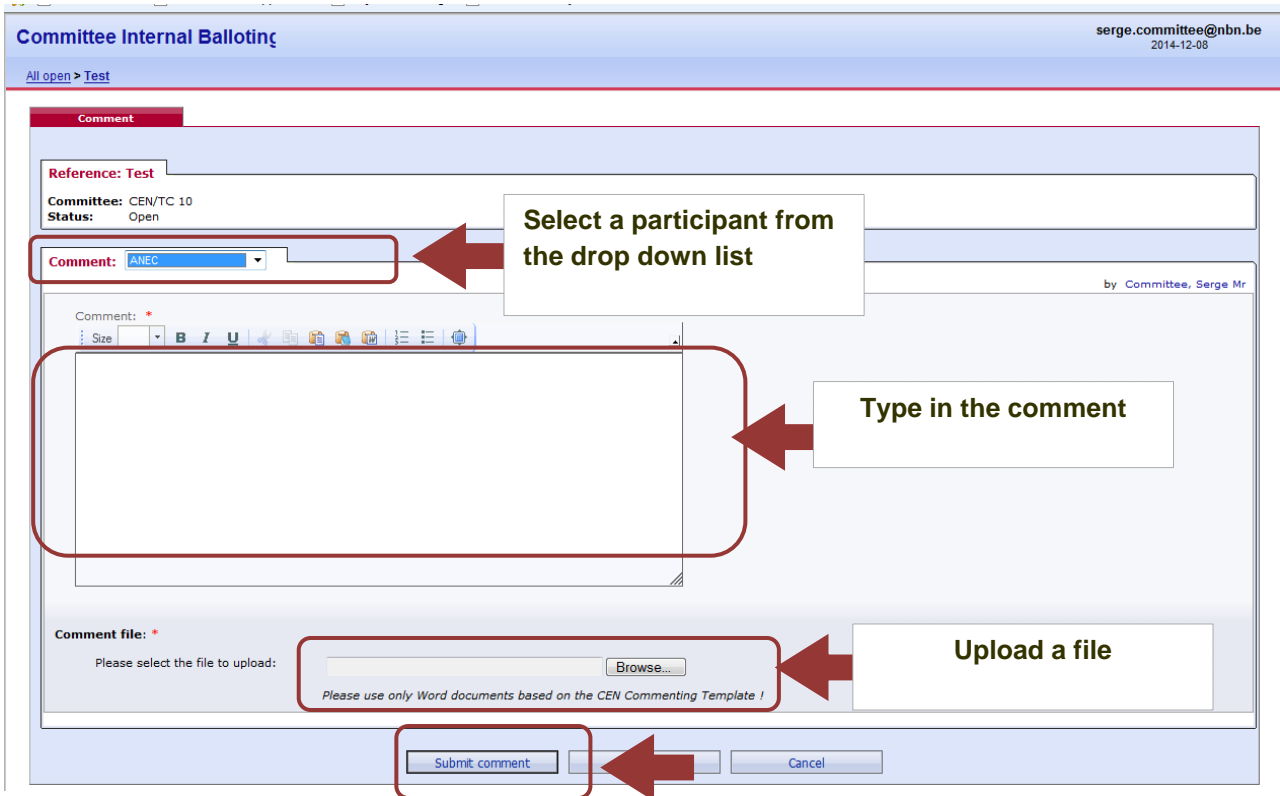 Committee Internal Balloting
serge.committee@nbn.be
2014-12-08
All open > Test
Comment
Reference: Test
Committee: CEN/TC 10
Status: Open
Select a participant from
the drop down list
Comment: ANEC
by Committee, Serge Mr
Comment: *
Size B I U
Type in the comment
Comment file: *
Please select the file to upload:
Browse...
Please use only Word documents based on the CEN Commenting Template !
Upload a file
Submit comment
Cancel